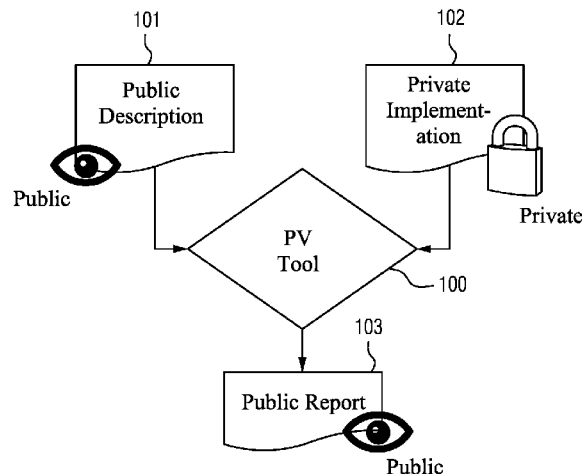 101
102
Public
Description
Private
Implement-
ation
Public
Private
PV
Tool
100
103
Public Report
Public